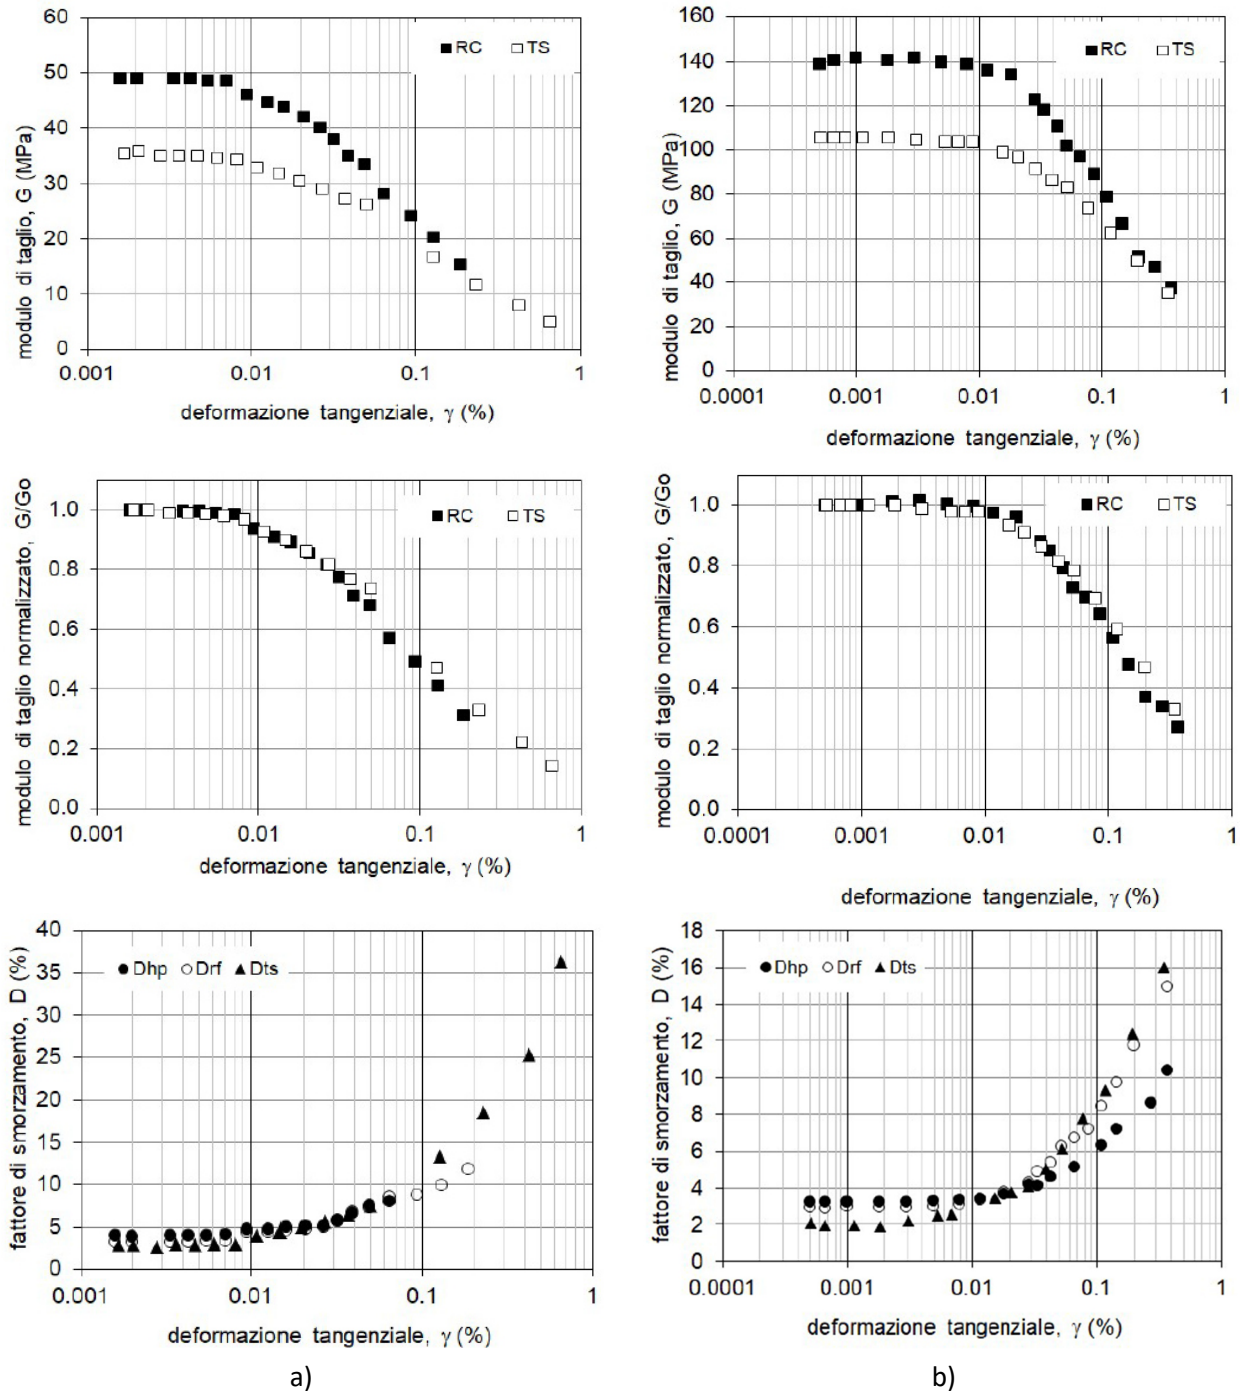 60
50
40
30
20
10
0
modulo di taglio, G (MPa)
RC TS
0.001 0.01 0.1 1
deformazione tangenziale, γ (%)
160
140
120
100
80
60
40
20
0
modulo di taglio, G (MPa)
RC TS
0.0001 0.001 0.01 0.1 1
deformazione tangenziale, γ (%)
1.0
0.8
0.6
0.4
0.2
0.0
modulo di taglio normalizzato, G/Go
RC TS
0.001 0.01 0.1 1
deformazione tangenziale, γ (%)
1.0
0.8
0.6
0.4
0.2
0.0
modulo di taglio normalizzato, G/Go
RC TS
0.0001 0.001 0.01 0.1 1
deformazione tangenziale, γ (%)
40
35
30
25
20
15
10
5
0
fattore di smorzamento, D (%)
Dhp Drf Dts
0.001 0.01 0.1 1
deformazione tangenziale, γ (%)
a)
18
16
14
12
10
8
6
4
2
0
fattore di smorzamento, D (%)
Dhp Drf Dts
0.0001 0.001 0.01 0.1 1
deformazione tangenziale, γ (%)
b)